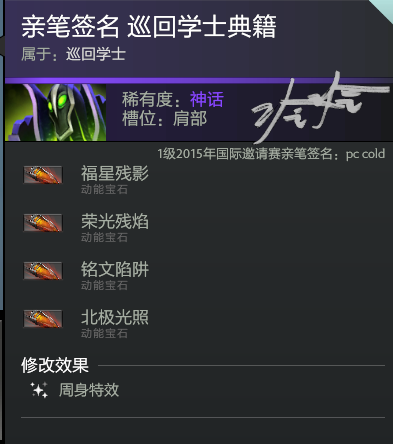 亲笔签名 巡回学士典籍
属于：巡回学士
稀有度：神话
槽位：肩部
1级2015年国际邀请赛亲笔签名：pc cold
福星残影
动能宝石
荣光残焰
动能宝石
铭文陷阱
动能宝石
北极光照
动能宝石
修改效果
周身特效